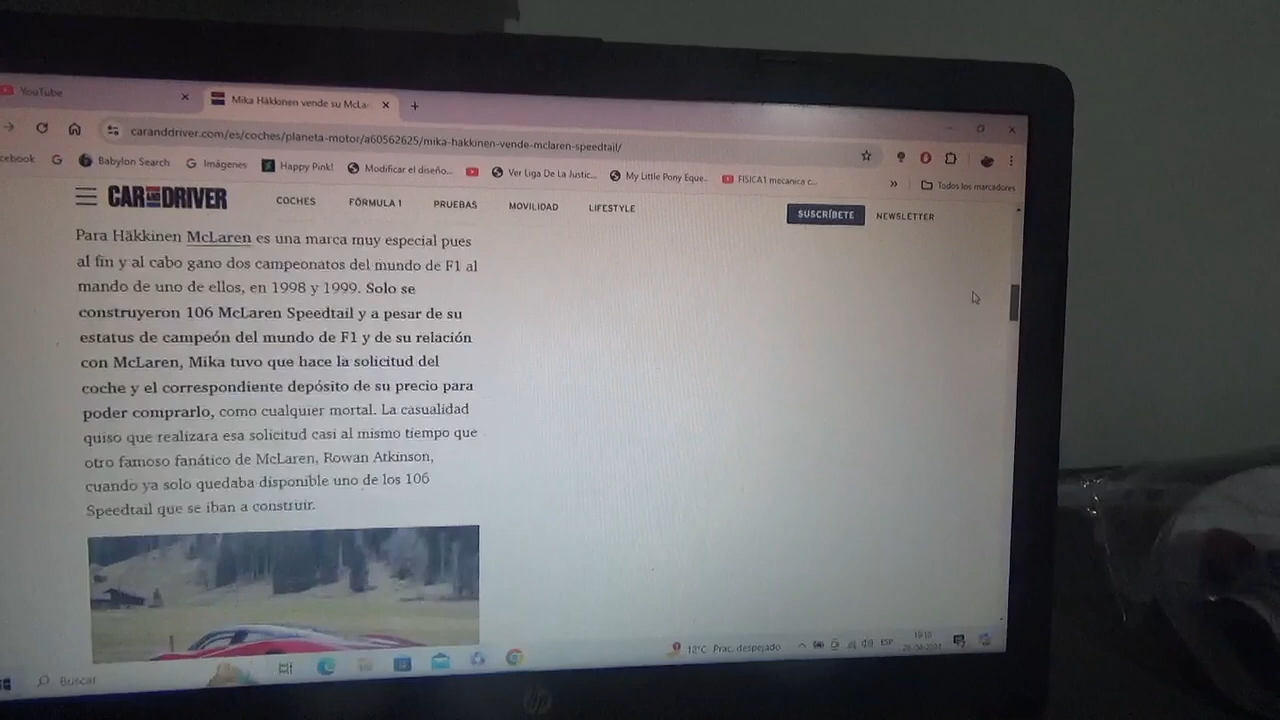 YouTube
Mika Häkkinen vende su McLa
caranddriver.com/es/coches/planeta-motor/a60562625/mika-hakkinen-vende-mclaren-speedtail/
cebook
Babylon Search
Imágenes
Happy Pink!
Modificar el diseño...
Ver Liga De La Justic...
My Little Pony Eque...
FISICA1 mecanica c...
»
Todos los marcadores
CAR AND DRIVER
COCHES
FÓRMULA 1
PRUEBAS
MOVILIDAD
LIFESTYLE
SUSCRÍBETE
NEWSLETTER
Para Häkkinen McLaren es una marca muy especial pues
al fin y al cabo gano dos campeonatos del mundo de F1 al
mando de uno de ellos, en 1998 y 1999. Solo se
construyeron 106 McLaren Speedtail y a pesar de su
estatus de campeón del mundo de F1 y de su relación
con McLaren, Mika tuvo que hace la solicitud del
coche y el correspondiente depósito de su precio para
poder comprarlo, como cualquier mortal. La casualidad
quiso que realizara esa solicitud casi al mismo tiempo que
otro famoso fanático de McLaren, Rowan Atkinson,
cuando ya solo quedaba disponible uno de los 106
Speedtail que se iban a construir.
Buscar
12°C Prac. despejado
ESP
hp